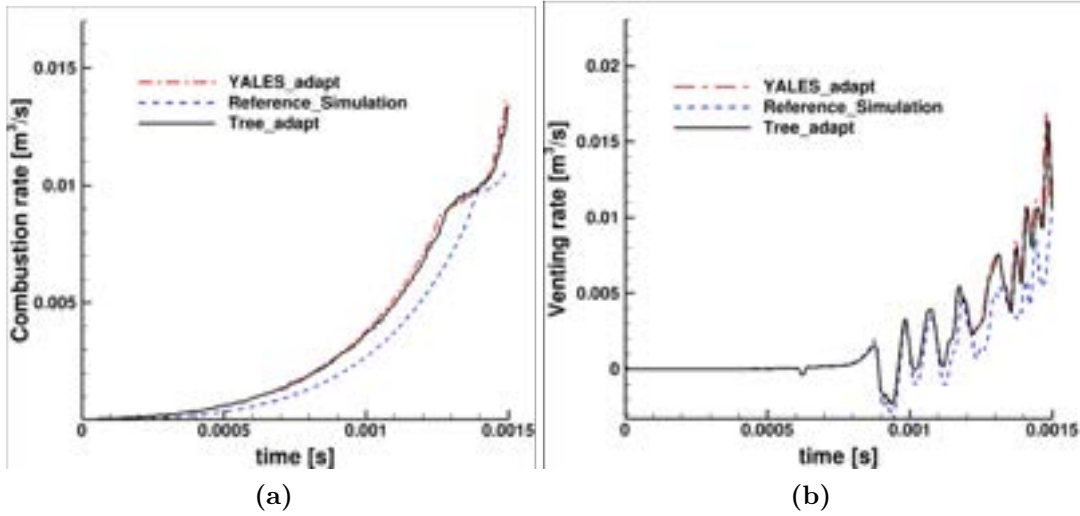 0.015
0.01
0.005
0
Combustion rate [m³/s]
YALES_adapt
Reference_Simulation
Tree_adapt
0 0.0005 0.001 0.0015
time [s]
(a)
0.02
0.015
0.01
0.005
0
Venting rate [m³/s]
YALES_adapt
Reference_Simulation
Tree_adapt
0 0.0005 0.001 0.0015
time [s]
(b)